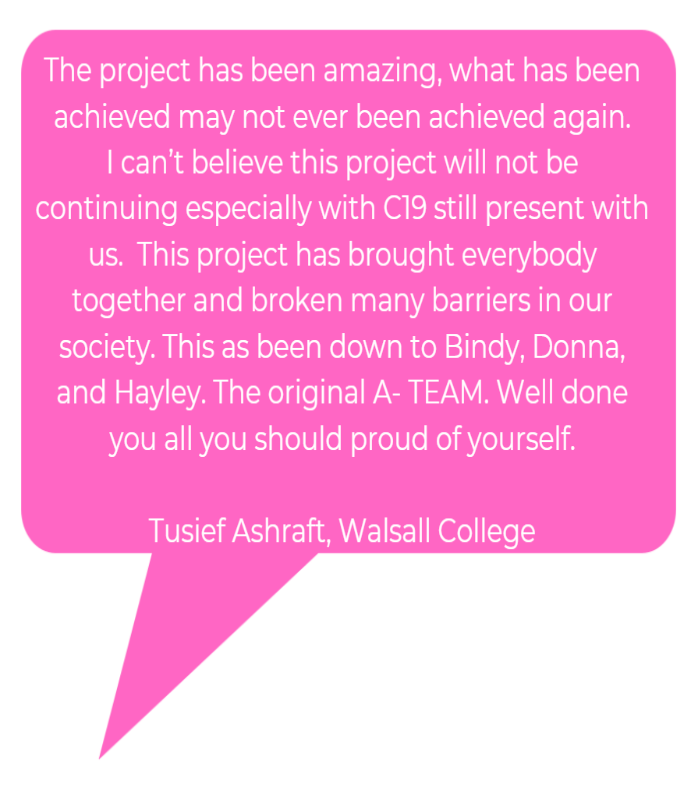 The project has been amazing, what has been
achieved may not ever been achieved again.
I can't believe this project will not be
continuing especially with C19 still present with
us.  This project has brought everybody
together and broken many barriers in our
society. This as been down to Bindy, Donna,
and Hayley. The original A- TEAM. Well done
you all you should proud of yourself.
Tusief Ashraft, Walsall College